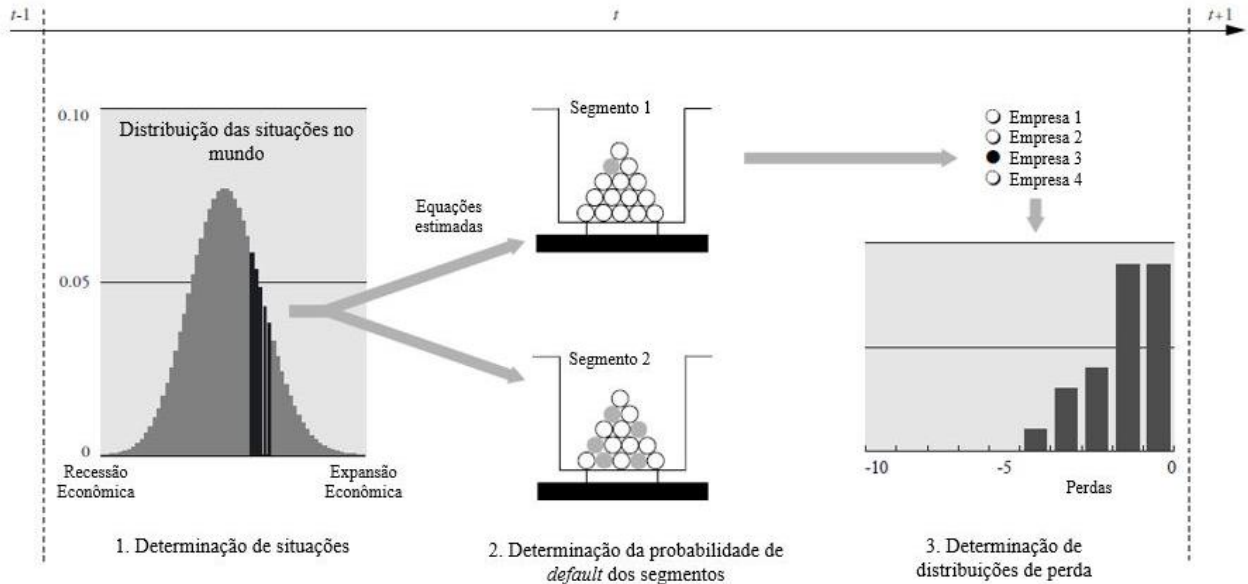 t-1
t
t+1
0.10
Distribuição das situações no
mundo
0.05
0
Recessão
Econômica
Expansão
Econômica
Equações
estimadas
Segmento 1
Segmento 2
Empresa 1
Empresa 2
Empresa 3
Empresa 4
-10
-5
0
Perdas
1. Determinação de situações
2. Determinação da probabilidade de
default dos segmentos
3. Determinação de
distribuições de perda